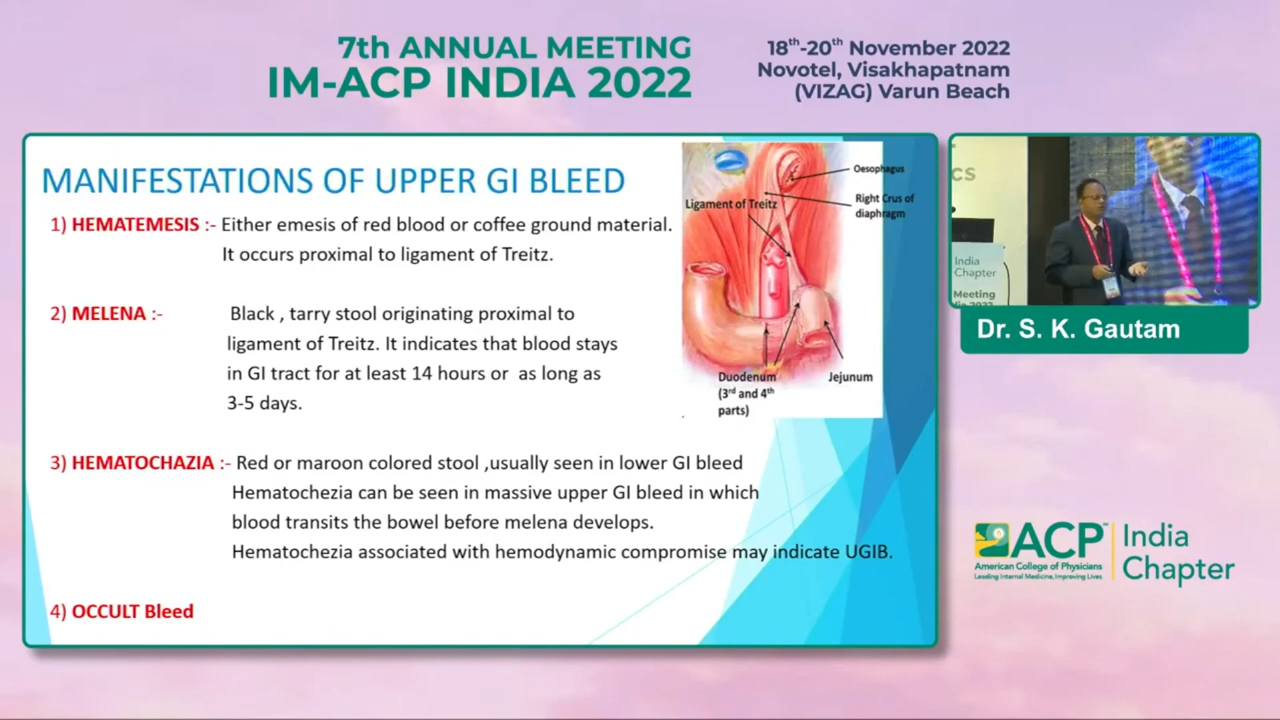 7th ANNUAL MEETING
IM-ACP INDIA 2022
18th-20th November 2022
Novotel, Visakhapatnam
(VIZAG) Varun Beach
MANIFESTATIONS OF UPPER GI BLEED
1) HEMATEMESIS :- Either emesis of red blood or coffee ground material.
It occurs proximal to ligament of Treitz.
2) MELENA :- Black , tarry stool originating proximal to
ligament of Treitz. It indicates that blood stays
in GI tract for at least 14 hours or as long as
3-5 days.
3) HEMATOCHAZIA :- Red or maroon colored stool ,usually seen in lower GI bleed
Hematochezia can be seen in massive upper GI bleed in which
blood transits the bowel before melena develops.
Hematochezia associated with hemodynamic compromise may indicate UGIB.
4) OCCULT Bleed
Oesophagus
Ligament of Treitz
Right Crus of
diaphragm
Duodenum
(3rd and 4th
parts)
Jejunum
CS
India
Chapter
Meeting
Dr. S. K. Gautam
ACP
American College of Physicians
Leading Internal Medicine, Improving Lives
India
Chapter